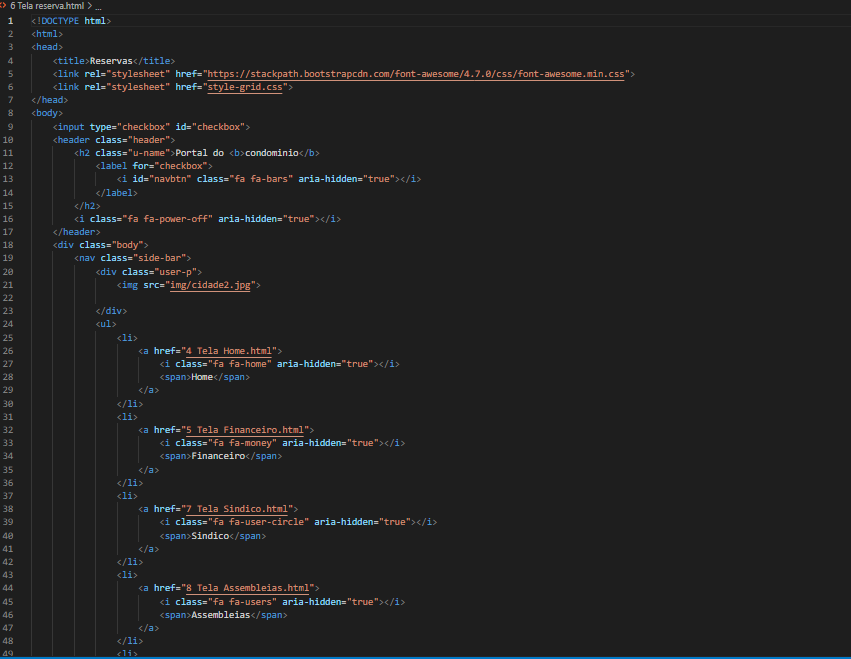 6 Tela reserva.html > ...
1 <!DOCTYPE html>
2 <html>
3 <head>
4     <title>Reservas</title>
5     <link rel="stylesheet" href="https://stackpath.bootstrapcdn.com/font-awesome/4.7.0/css/font-awesome.min.css">
6     <link rel="stylesheet" href="style-grid.css">
7 </head>
8 <body>
9     <input type="checkbox" id="checkbox">
10     <header class="header">
11         <h2 class="u-name">Portal do <b>condominio</b>
12             <label for="checkbox">
13                 <i id="navbtn" class="fa fa-bars" aria-hidden="true"></i>
14             </label>
15         </h2>
16         <i class="fa fa-power-off" aria-hidden="true"></i>
17     </header>
18     <div class="body">
19         <nav class="side-bar">
20             <div class="user-p">
21                 <img src="img/cidade2.jpg">
22
23             </div>
24             <ul>
25                 <li>
26                     <a href="4 Tela Home.html">
27                         <i class="fa fa-home" aria-hidden="true"></i>
28                         <span>Home</span>
29                     </a>
30                 </li>
31                 <li>
32                     <a href="5 Tela Financeiro.html">
33                         <i class="fa fa-money" aria-hidden="true"></i>
34                         <span>Financeiro</span>
35                     </a>
36                 </li>
37                 <li>
38                     <a href="7 Tela Sindico.html">
39                         <i class="fa fa-user-circle" aria-hidden="true"></i>
40                         <span>Sindico</span>
41                     </a>
42                 </li>
43                 <li>
44                     <a href="8 Tela Assembleias.html">
45                         <i class="fa fa-users" aria-hidden="true"></i>
46                         <span>Assembleias</span>
47                     </a>
48                 </li>
49                 <li>